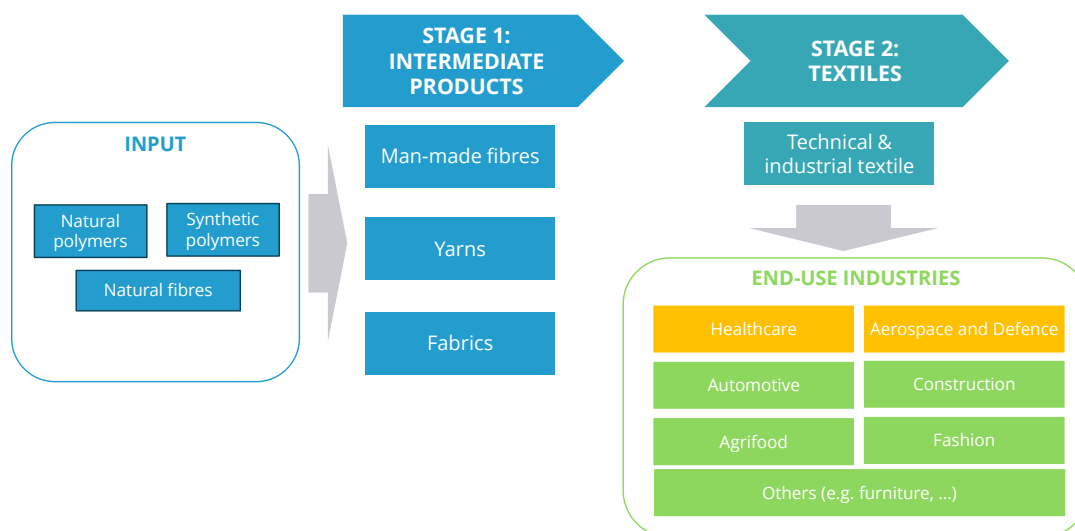 STAGE 1:
INTERMEDIATE
PRODUCTS
STAGE 2:
TEXTILES
INPUT
Natural
polymers
Synthetic
polymers
Natural fibres
Man-made fibres
Yarns
Fabrics
Technical &
industrial textile
END-USE INDUSTRIES
Healthcare
Aerospace and Defence
Automotive
Construction
Agrifood
Fashion
Others (e.g. furniture, …)